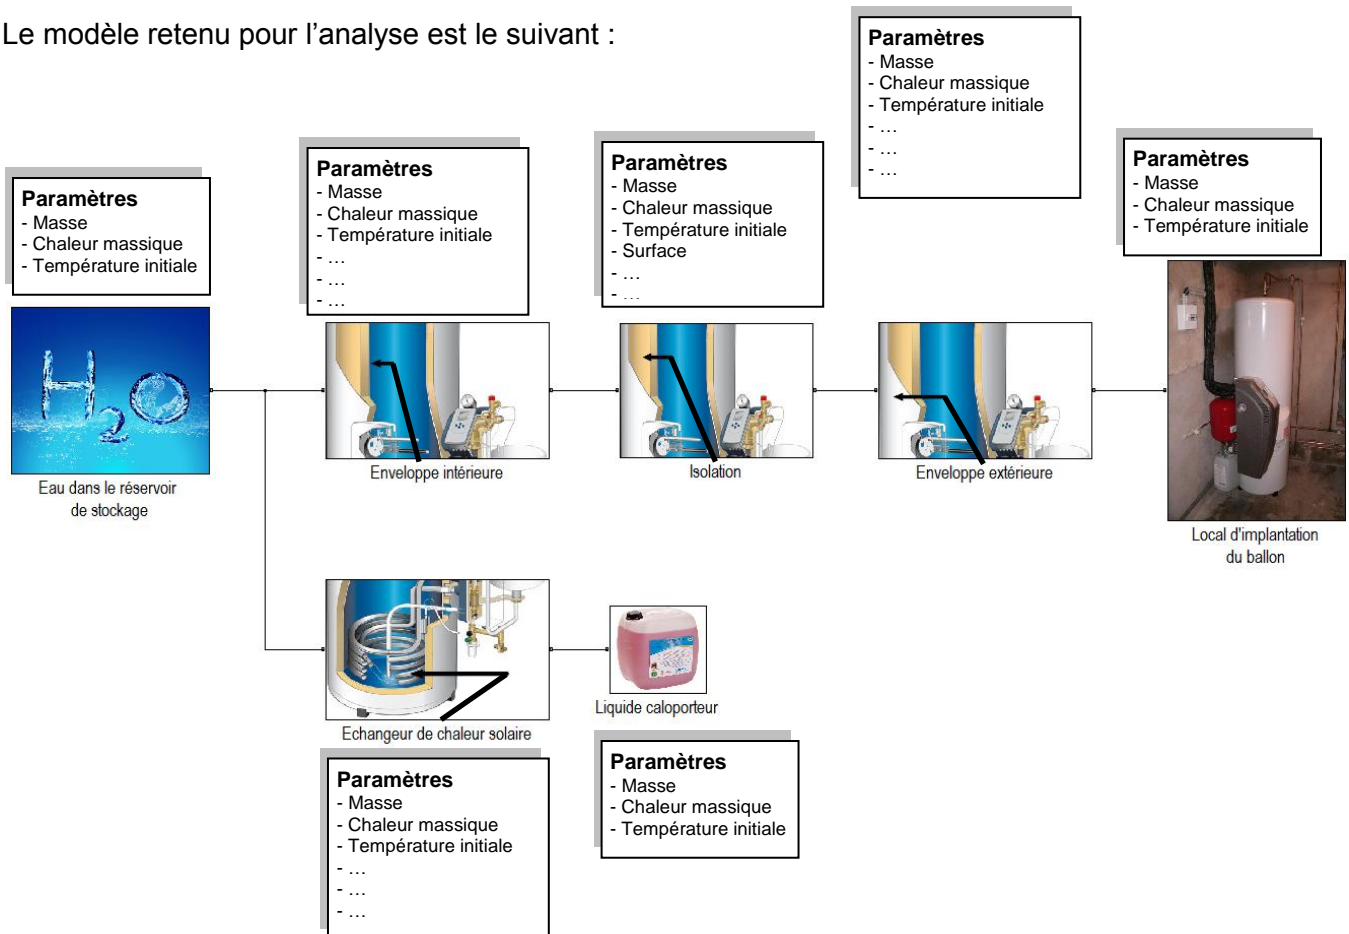 Le modèle retenu pour l’analyse est le suivant :
Paramètres
- Masse
- Chaleur massique
- Température initiale
- …
- …
- …
Paramètres
- Masse
- Chaleur massique
- Température initiale
Paramètres
- Masse
- Chaleur massique
- Température initiale
- …
- …
- …
Paramètres
- Masse
- Chaleur massique
- Température initiale
- Surface
- …
- …
Paramètres
- Masse
- Chaleur massique
- Température initiale
H2O
Eau dans le réservoir
de stockage
Enveloppe intérieure
Isolation
Enveloppe extérieure
Local d'implantation
du ballon
Echangeur de chaleur solaire
Liquide caloporteur
Paramètres
- Masse
- Chaleur massique
- Température initiale
- …
- …
- …
Paramètres
- Masse
- Chaleur massique
- Température initiale